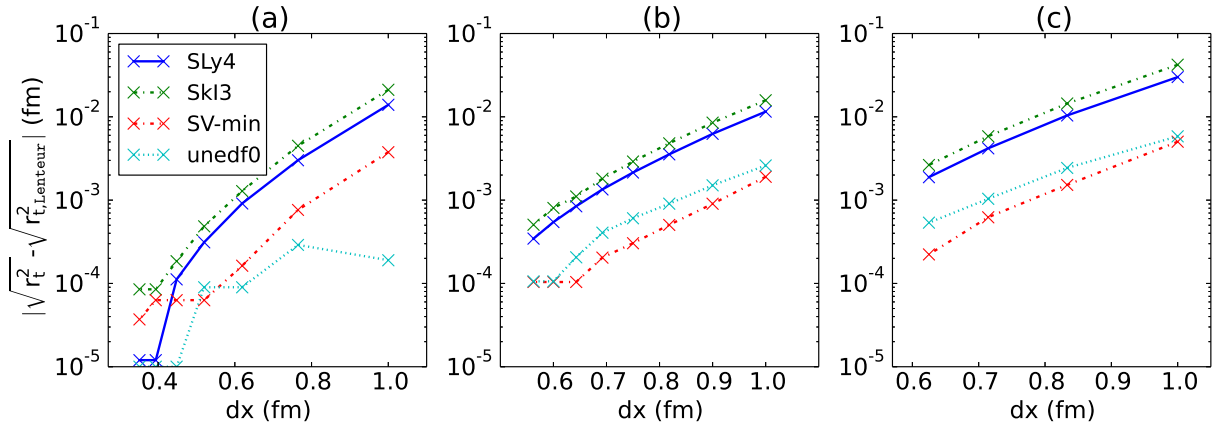 (a) (b) (c)
|√r_t^2 - √r_{t,Lenteur}^2| (fm)
10^-1 10^-2 10^-3 10^-4 10^-5
SLy4
SkI3
SV-min
unedf0
0.4 0.6 0.8 1.0
dx (fm)
10^-1 10^-2 10^-3 10^-4 10^-5
0.6 0.7 0.8 0.9 1.0
dx (fm)
10^-1 10^-2 10^-3 10^-4 10^-5
0.6 0.7 0.8 0.9 1.0
dx (fm)